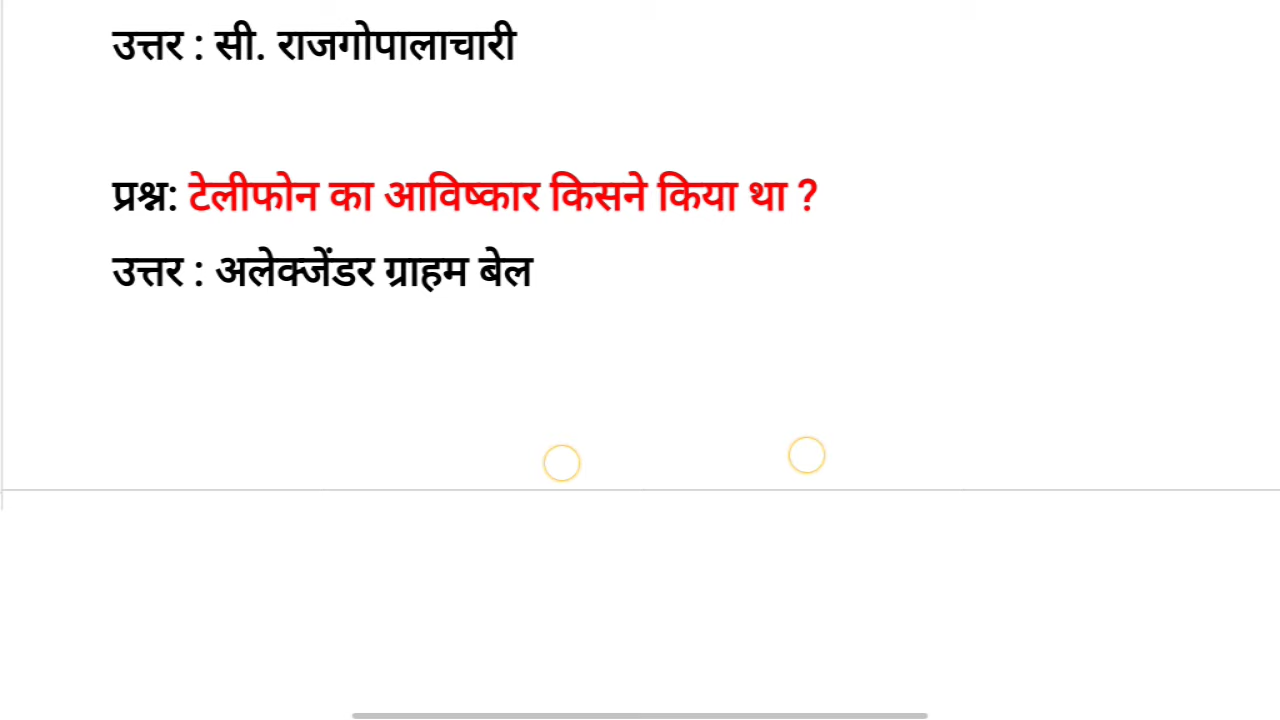 उत्तर : सी. राजगोपालाचारी
प्रश्न: टेलीफोन का आविष्कार किसने किया था ?
उत्तर : अलेक्जेंडर ग्राहम बेल